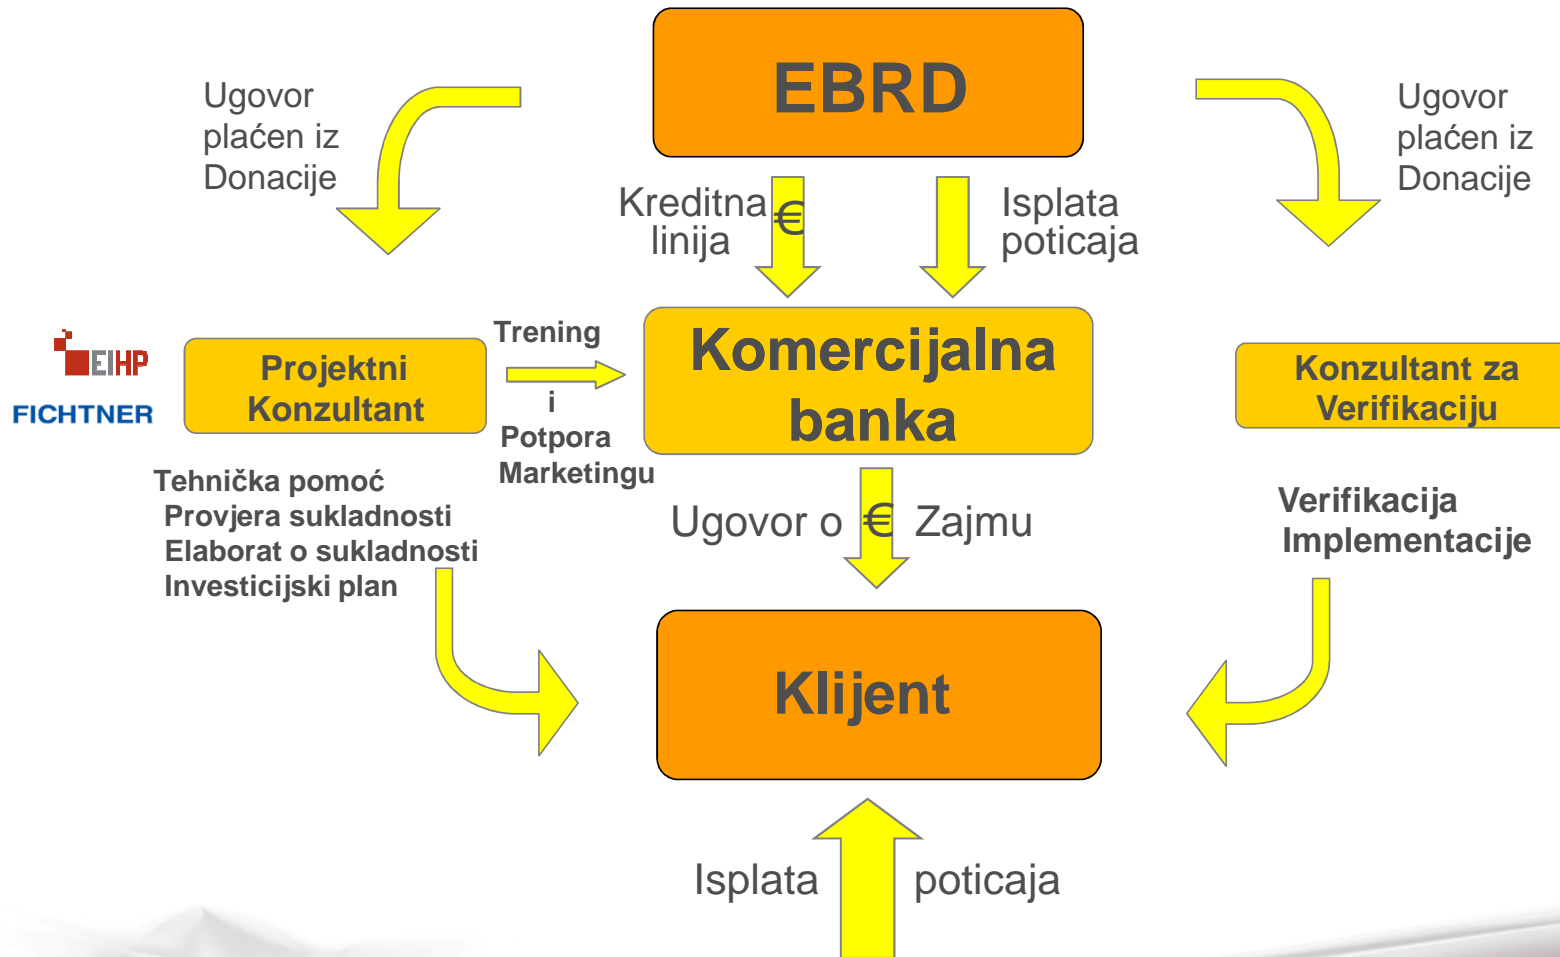 EBRD
Ugovor
plaćen iz
Donacije
Ugovor
plaćen iz
Donacije
Kreditna
linija
€
Isplata
poticaja
EIHP
FICHTNER
Projektni
Konzultant
Trening
i
Potpora
Marketingu
Komercijalna
banka
Konzultant za
Verifikaciju
Tehnička pomoć
Provjera sukladnosti
Elaborat o sukladnosti
Investicijski plan
Ugovor o € Zajmu
Verifikacija
Implementacije
Klijent
Isplata poticaja